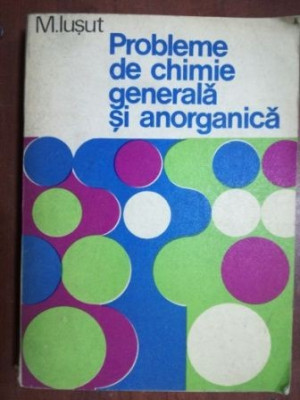 M.Iușut
Probleme
de chimie
generală
și anorganică